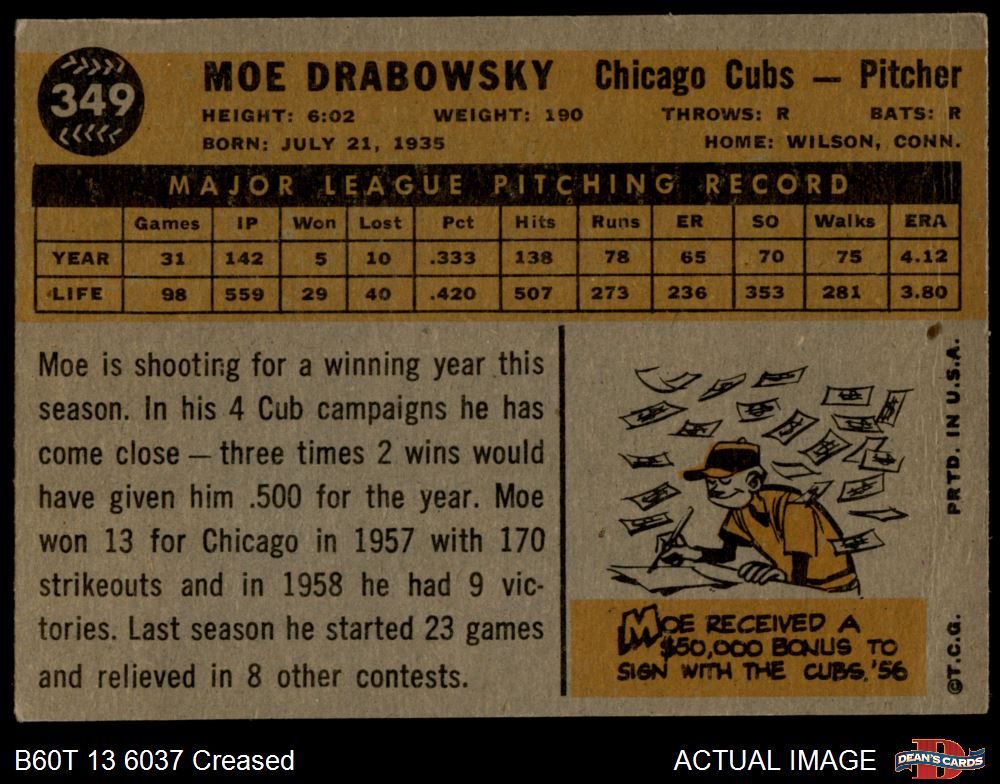 349
MOE DRABOWSKY Chicago Cubs — Pitcher
HEIGHT: 6:02 WEIGHT: 190 THROWS: R BATS: R
BORN: JULY 21, 1935 HOME: WILSON, CONN.
MAJOR LEAGUE PITCHING RECORD
Games IP Won Lost Pct Hits Runs ER SO Walks ERA
YEAR 31 142 5 10 .333 138 78 65 70 75 4.12
LIFE 98 559 29 40 .420 507 273 236 353 281 3.80
Moe is shooting for a winning year this
season. In his 4 Cub campaigns he has
come close — three times 2 wins would
have given him .500 for the year. Moe
won 13 for Chicago in 1957 with 170
strikeouts and in 1958 he had 9 vic-
tories. Last season he started 23 games
and relieved in 8 other contests.
MOE RECEIVED A
$50,000 BONUS TO
SIGN WITH THE CUBS, '56
©T.C.G. PRTD. IN U.S.A.
B60T 13 6037 Creased ACTUAL IMAGE
D
DEAN'S CARDS